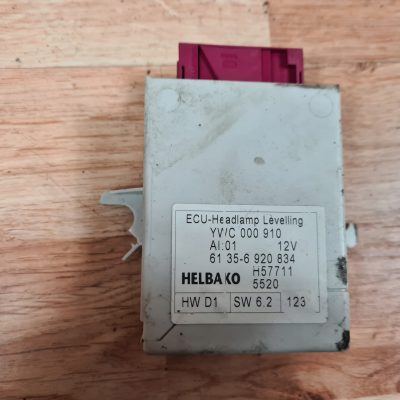 ECU-Headlamp Levelling
YV/C 000 910
AI:01 12V
61 35-6 920 834
HELBAKO H57711
5520
HW D1 SW 6.2 123